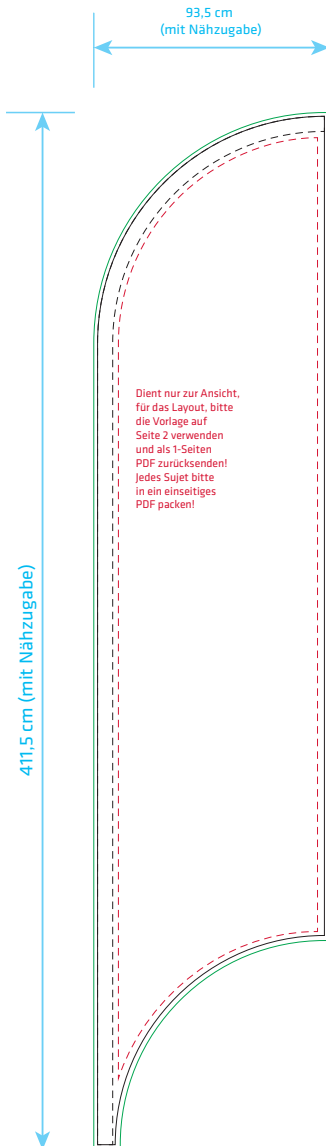 93,5 cm
(mit Nähzugabe)
Dient nur zur Ansicht,
für das Layout, bitte
die Vorlage auf
Seite 2 verwenden
und als 1-Seiten
PDF zurücksenden!
Jedes Sujet bitte
in ein einseitiges
PDF packen!
411,5 cm (mit Nähzugabe)